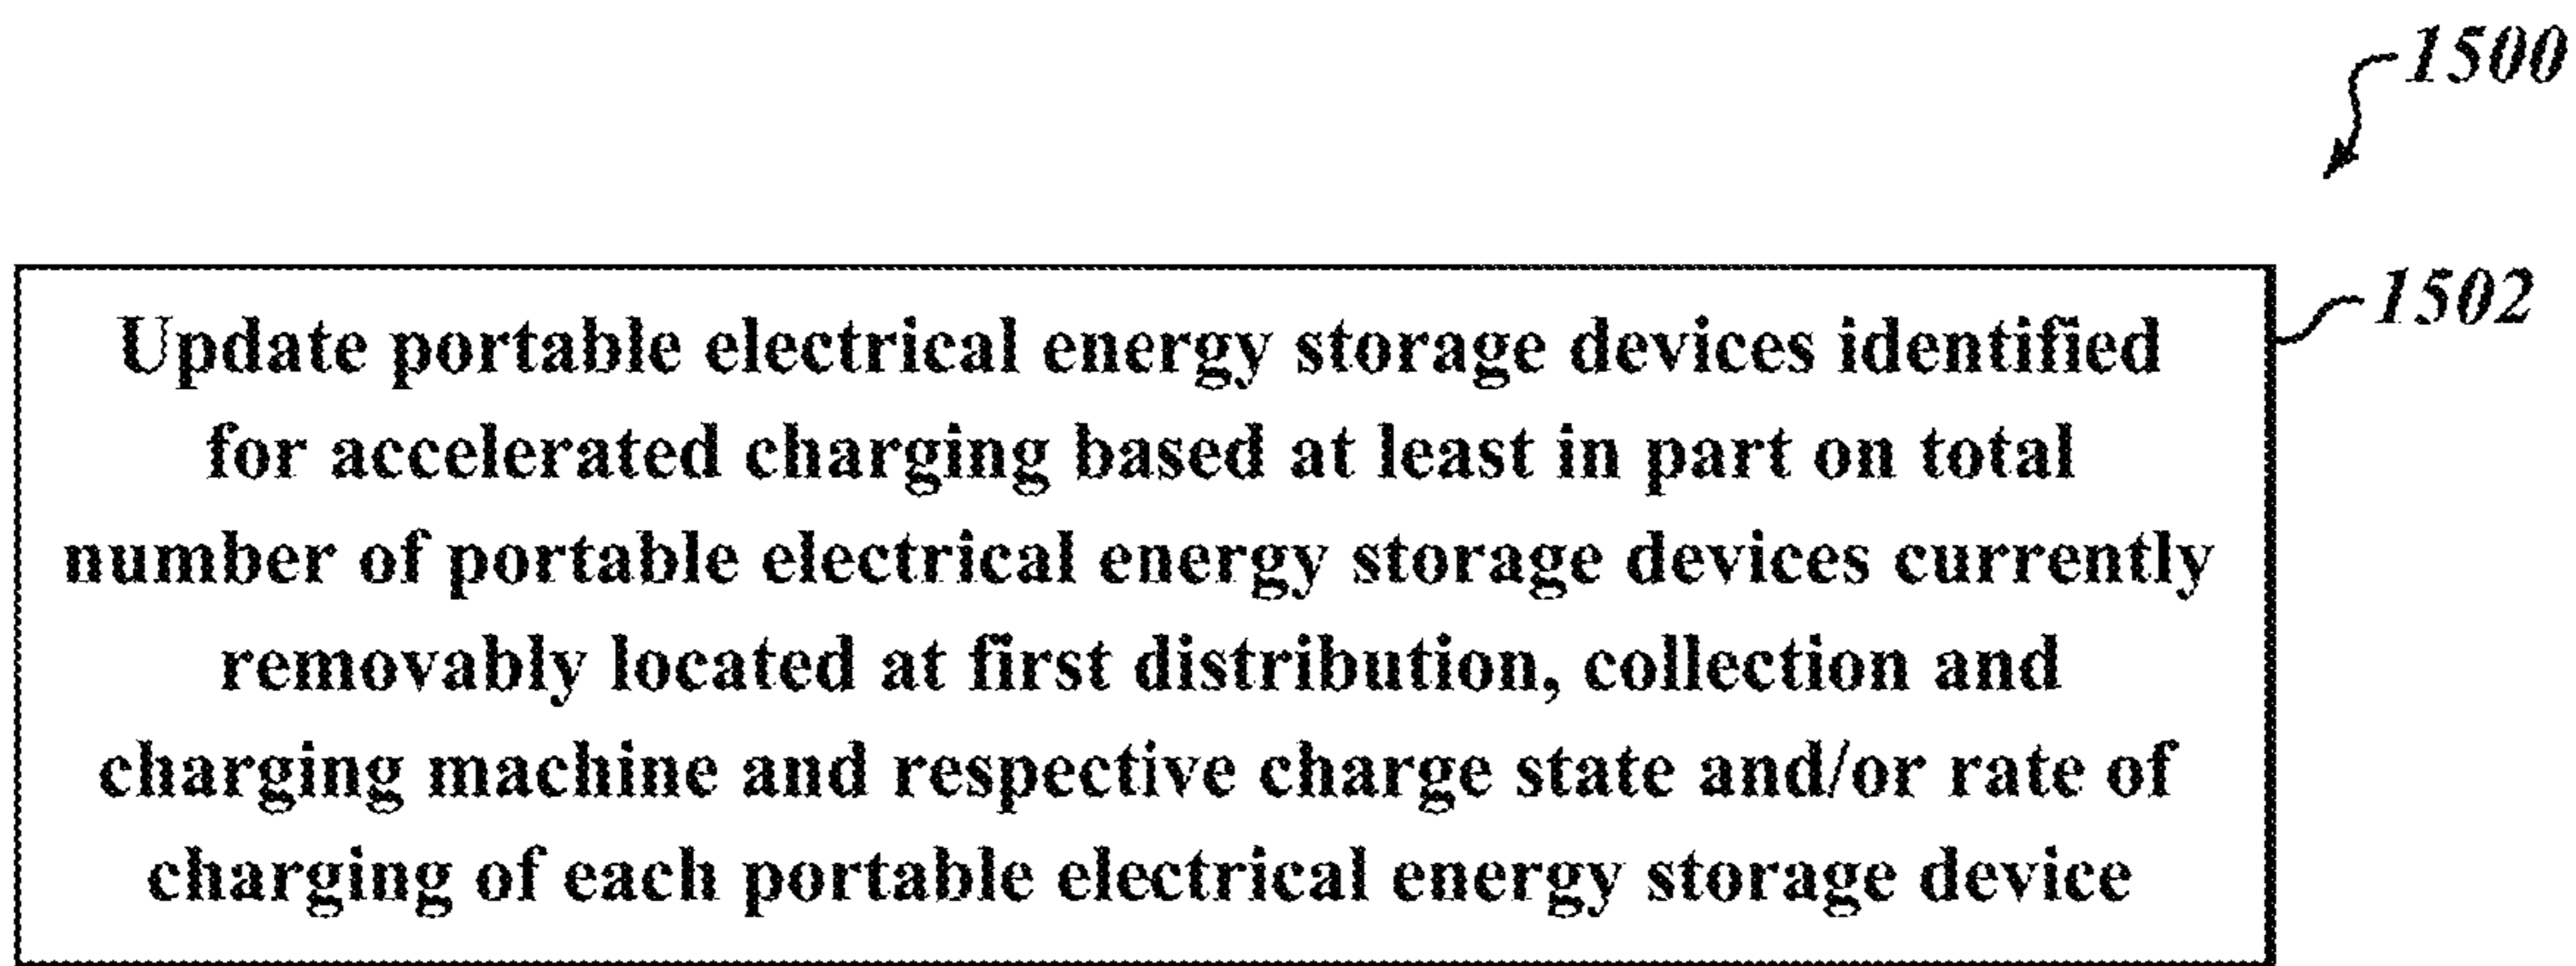 1500
1502
Update portable electrical energy storage devices identified
for accelerated charging based at least in part on total
number of portable electrical energy storage devices currently
removably located at first distribution, collection and
charging machine and respective charge state and/or rate of
charging of each portable electrical energy storage device